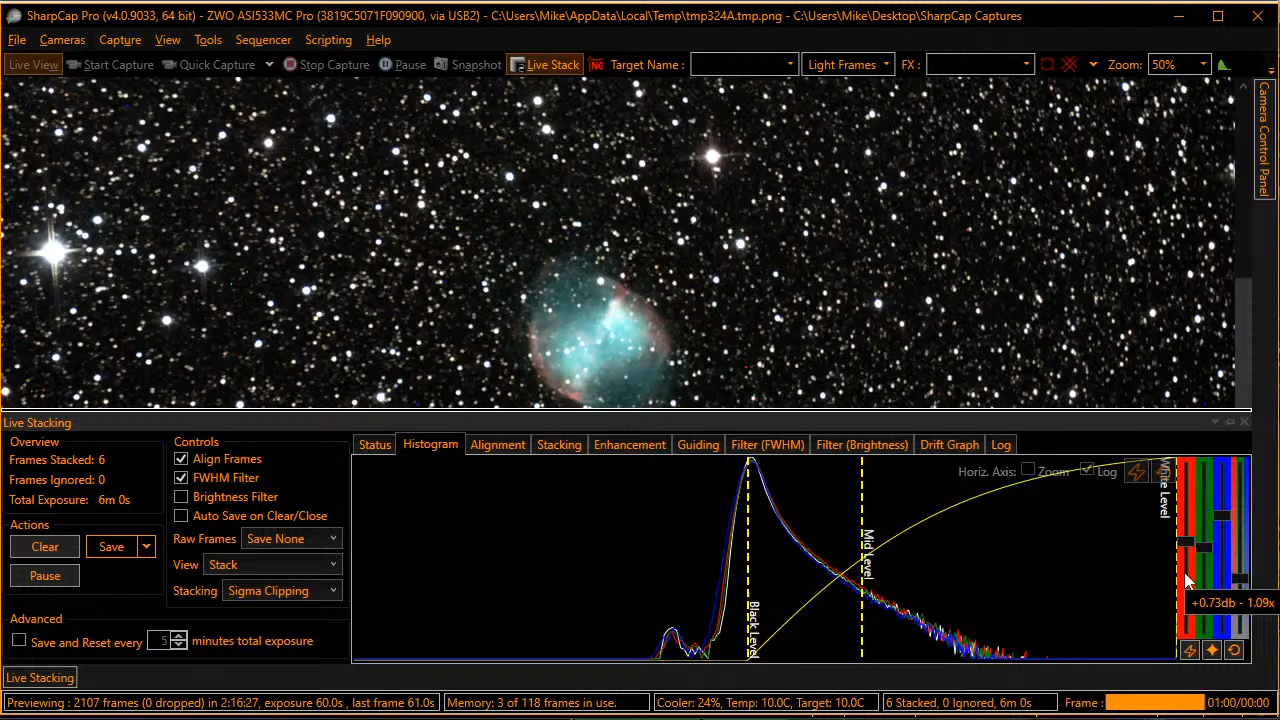 SharpCap Pro (v4.0.9033, 64 bit) - ZWO ASI533MC Pro (3819C5071F090900, via USB2) - C:\Users\Mike\AppData\Local\Temp\tmp324A.tmp.png - C:\Users\Mike\Desktop\SharpCap Captures
File Cameras Capture View Tools Sequencer Scripting Help
Live View Start Capture Quick Capture Stop Capture Pause Snapshot Live Stack NC Target Name : Light Frames FX : Zoom: 50%
Camera Control Panel
Live Stacking
Overview
Frames Stacked: 6
Frames Ignored: 0
Total Exposure: 6m 0s
Actions
Clear Save
Pause
Controls
Align Frames
FWHM Filter
Brightness Filter
Auto Save on Clear/Close
Raw Frames Save None
View Stack
Stacking Sigma Clipping
Advanced
Save and Reset every 5 minutes total exposure
Status Histogram Alignment Stacking Enhancement Guiding Filter (FWHM) Filter (Brightness) Drift Graph Log
Horiz. Axis: Zoom Log
Black Level
Mid Level
White Level
+0.73db - 1.09x
Live Stacking
Previewing : 2107 frames (0 dropped) in 2:16:27, exposure 60.0s , last frame 61.0s Memory: 3 of 118 frames in use. Cooler: 24%, Temp: 10.0C, Target: 10.0C 6 Stacked, 0 Ignored, 6m 0s Frame : 01:00/00:00